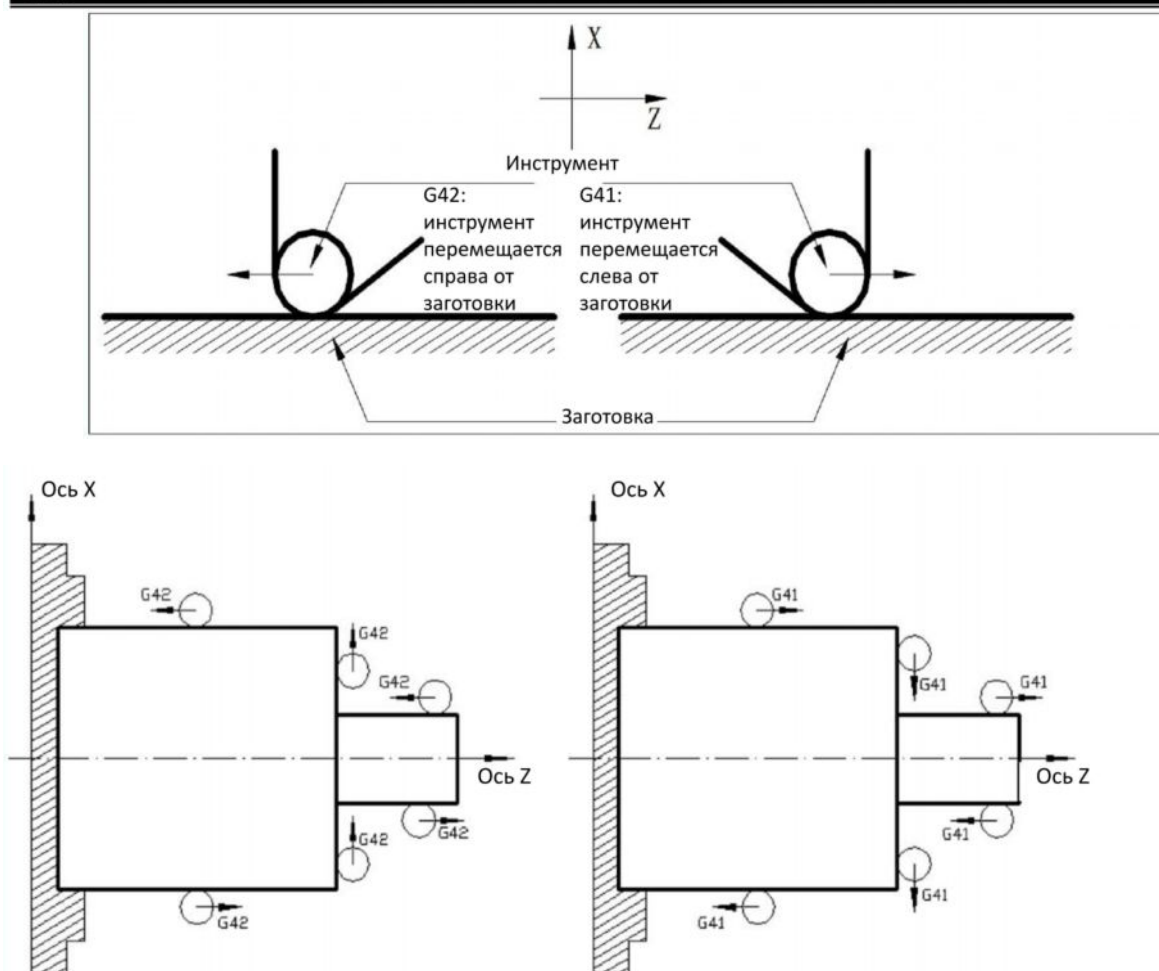 X
Z
Инструмент
G42:
инструмент
перемещается
справа от
заготовки
G41:
инструмент
перемещается
слева от
заготовки
Заготовка
Ось X
G42
G42
G42
Ось Z
G42
G42
G42
Ось X
G41
G41
G41
Ось Z
G41
G41
G41